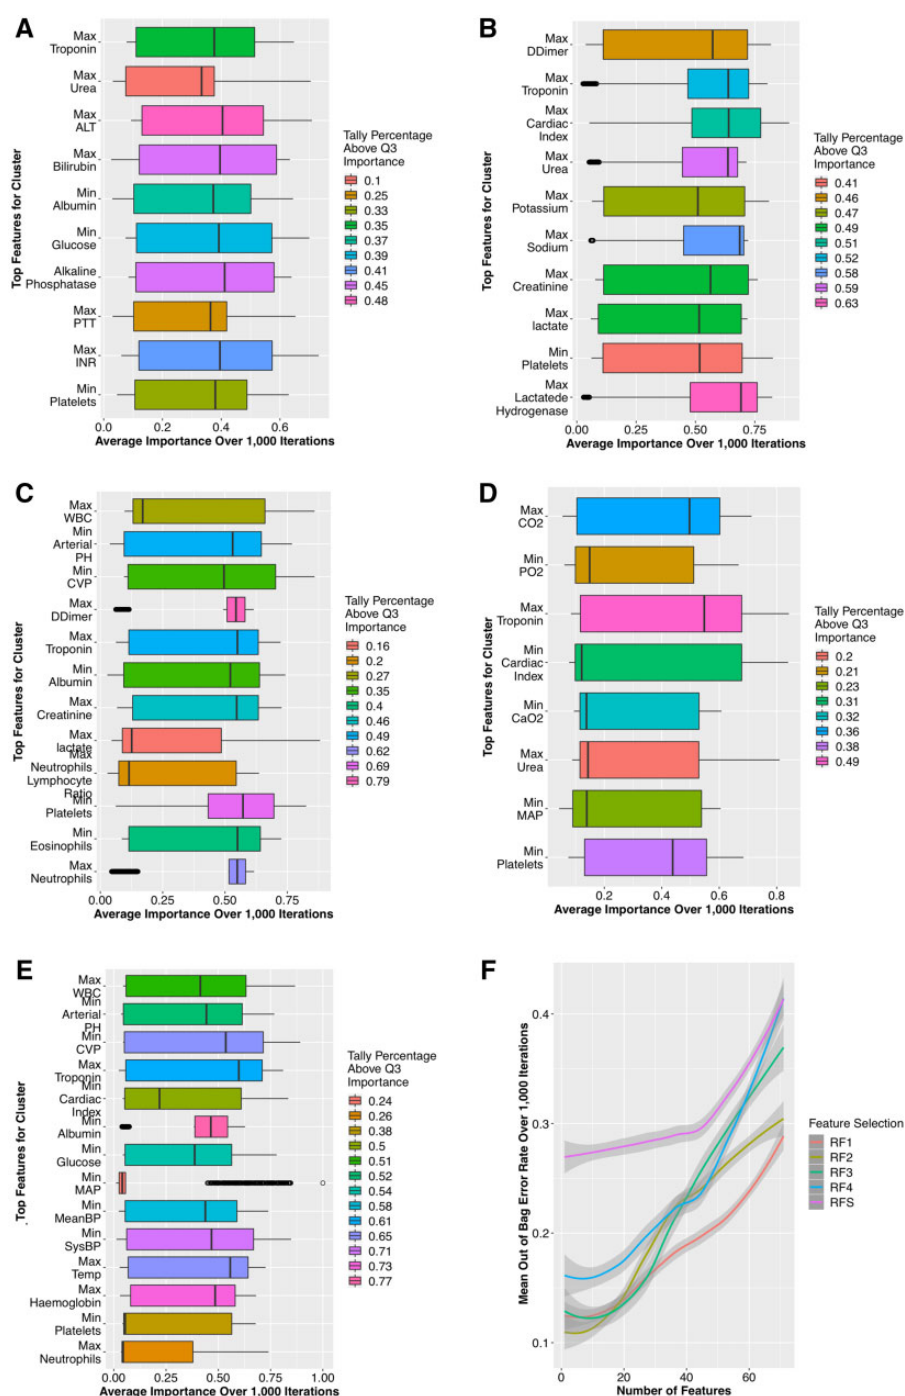 A
Max
Troponin
Max
Urea
Max
ALT
Max
Bilirubin
Min
Albumin
Min
Glucose
Alkaline
Phosphatase
Max
PTT
Max
INR
Min
Platelets
Top Features for Cluster
0.0
0.2
0.4
0.6
Average Importance Over 1,000 Iterations
Tally Percentage
Above Q3
Importance
0.1
0.25
0.33
0.35
0.37
0.39
0.41
0.45
0.48
B
Max
DDimer
Max
Troponin
Max
Cardiac
Index
Max
Urea
Max
Potassium
Max
Sodium
Max
Creatinine
Max
lactate
Min
Platelets
Max
Lactatede
Hydrogenase
Top Features for Cluster
0.00
0.25
0.50
0.75
Average Importance Over 1,000 Iterations
Tally Percentage
Above Q3
Importance
0.41
0.46
0.47
0.49
0.51
0.52
0.58
0.59
0.63
C
Max
WBC
Min
Arterial
PH
Min
CVP
Max
DDimer
Max
Troponin
Min
Albumin
Max
Creatinine
Max
lactate
Max
Neutrophils
Lymphocyte
Ratio
Min
Platelets
Min
Eosinophils
Max
Neutrophils
Top Features for Cluster
0.00
0.25
0.50
0.75
Average Importance Over 1,000 Iterations
Tally Percentage
Above Q3
Importance
0.16
0.2
0.27
0.35
0.4
0.46
0.49
0.62
0.69
0.79
D
Max
CO2
Min
PO2
Max
Troponin
Min
Cardiac
Index
Min
CaO2
Max
Urea
Min
MAP
Min
Platelets
Top Features for Cluster
0.2
0.4
0.6
0.8
Average Importance Over 1,000 Iterations
Tally Percentage
Above Q3
Importance
0.2
0.21
0.23
0.31
0.32
0.36
0.38
0.49
E
Max
WBC
Min
Arterial
PH
Min
CVP
Max
Troponin
Min
Cardiac
Index
Min
Albumin
Min
Glucose
Min
MAP
Min
MeanBP
Min
SysBP
Max
Temp
Max
Haemoglobin
Min
Platelets
Max
Neutrophils
Top Features for Cluster
0.00
0.25
0.50
0.75
1.00
Average Importance Over 1,000 Iterations
Tally Percentage
Above Q3
Importance
0.24
0.26
0.38
0.5
0.51
0.52
0.54
0.58
0.61
0.65
0.71
0.73
0.77
F
Mean Out of Bag Error Rate Over 1,000 Iterations
0.4
0.3
0.2
0.1
0
20
40
60
Number of Features
Feature Selection
RF1
RF2
RF3
RF4
RFS